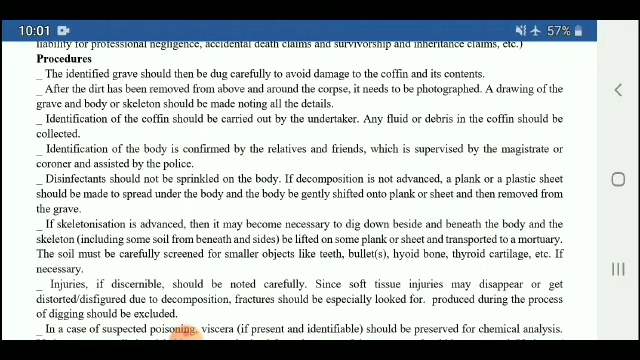 10:01
57%
liability for professional negligence, accidental death claims and survivorship and inheritance claims, etc.)
Procedures
_ The identified grave should then be dug carefully to avoid damage to the coffin and its contents.
_ After the dirt has been removed from above and around the corpse, it needs to be photographed. A drawing of the
grave and body or skeleton should be made noting all the details.
_ Identification of the coffin should be carried out by the undertaker. Any fluid or debris in the coffin should be
collected.
_ Identification of the body is confirmed by the relatives and friends, which is supervised by the magistrate or
coroner and assisted by the police.
_ Disinfectants should not be sprinkled on the body. If decomposition is not advanced, a plank or a plastic sheet
should be made to spread under the body and the body be gently shifted onto plank or sheet and then removed from
the grave.
_ If skeletonisation is advanced, then it may become necessary to dig down beside and beneath the body and the
skeleton (including some soil from beneath and sides) be lifted on some plank or sheet and transported to a mortuary.
The soil must be carefully screened for smaller objects like teeth, bullet(s), hyoid bone, thyroid cartilage, etc. If
necessary.
_ Injuries, if discernible, should be noted carefully. Since soft tissue injuries may disappear or get
distorted/disfigured due to decomposition, fractures should be especially looked for. produced during the process
of digging should be excluded.
_ In a case of suspected poisoning, viscera (if present and identifiable) should be preserved for chemical analysis.